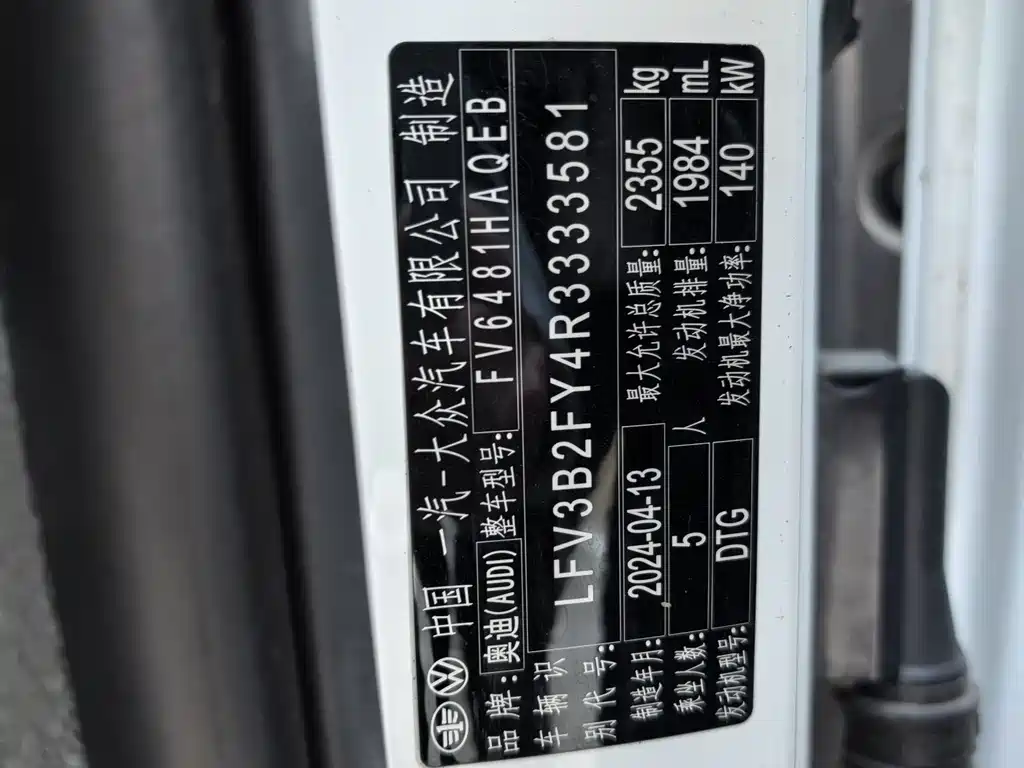 中国 一汽-大众汽车有限公司 制造
品牌: 奥迪(AUDI) 整车型号: FV6481HAQEB
车辆识别代号: LFV3B2FY4R3333581
制造年月: 2024-04-13 最大允许总质量: 2355 kg
乘坐人数: 5 人 发动机排量: 1984 mL
发动机型号: DTG 发动机最大净功率: 140 kW